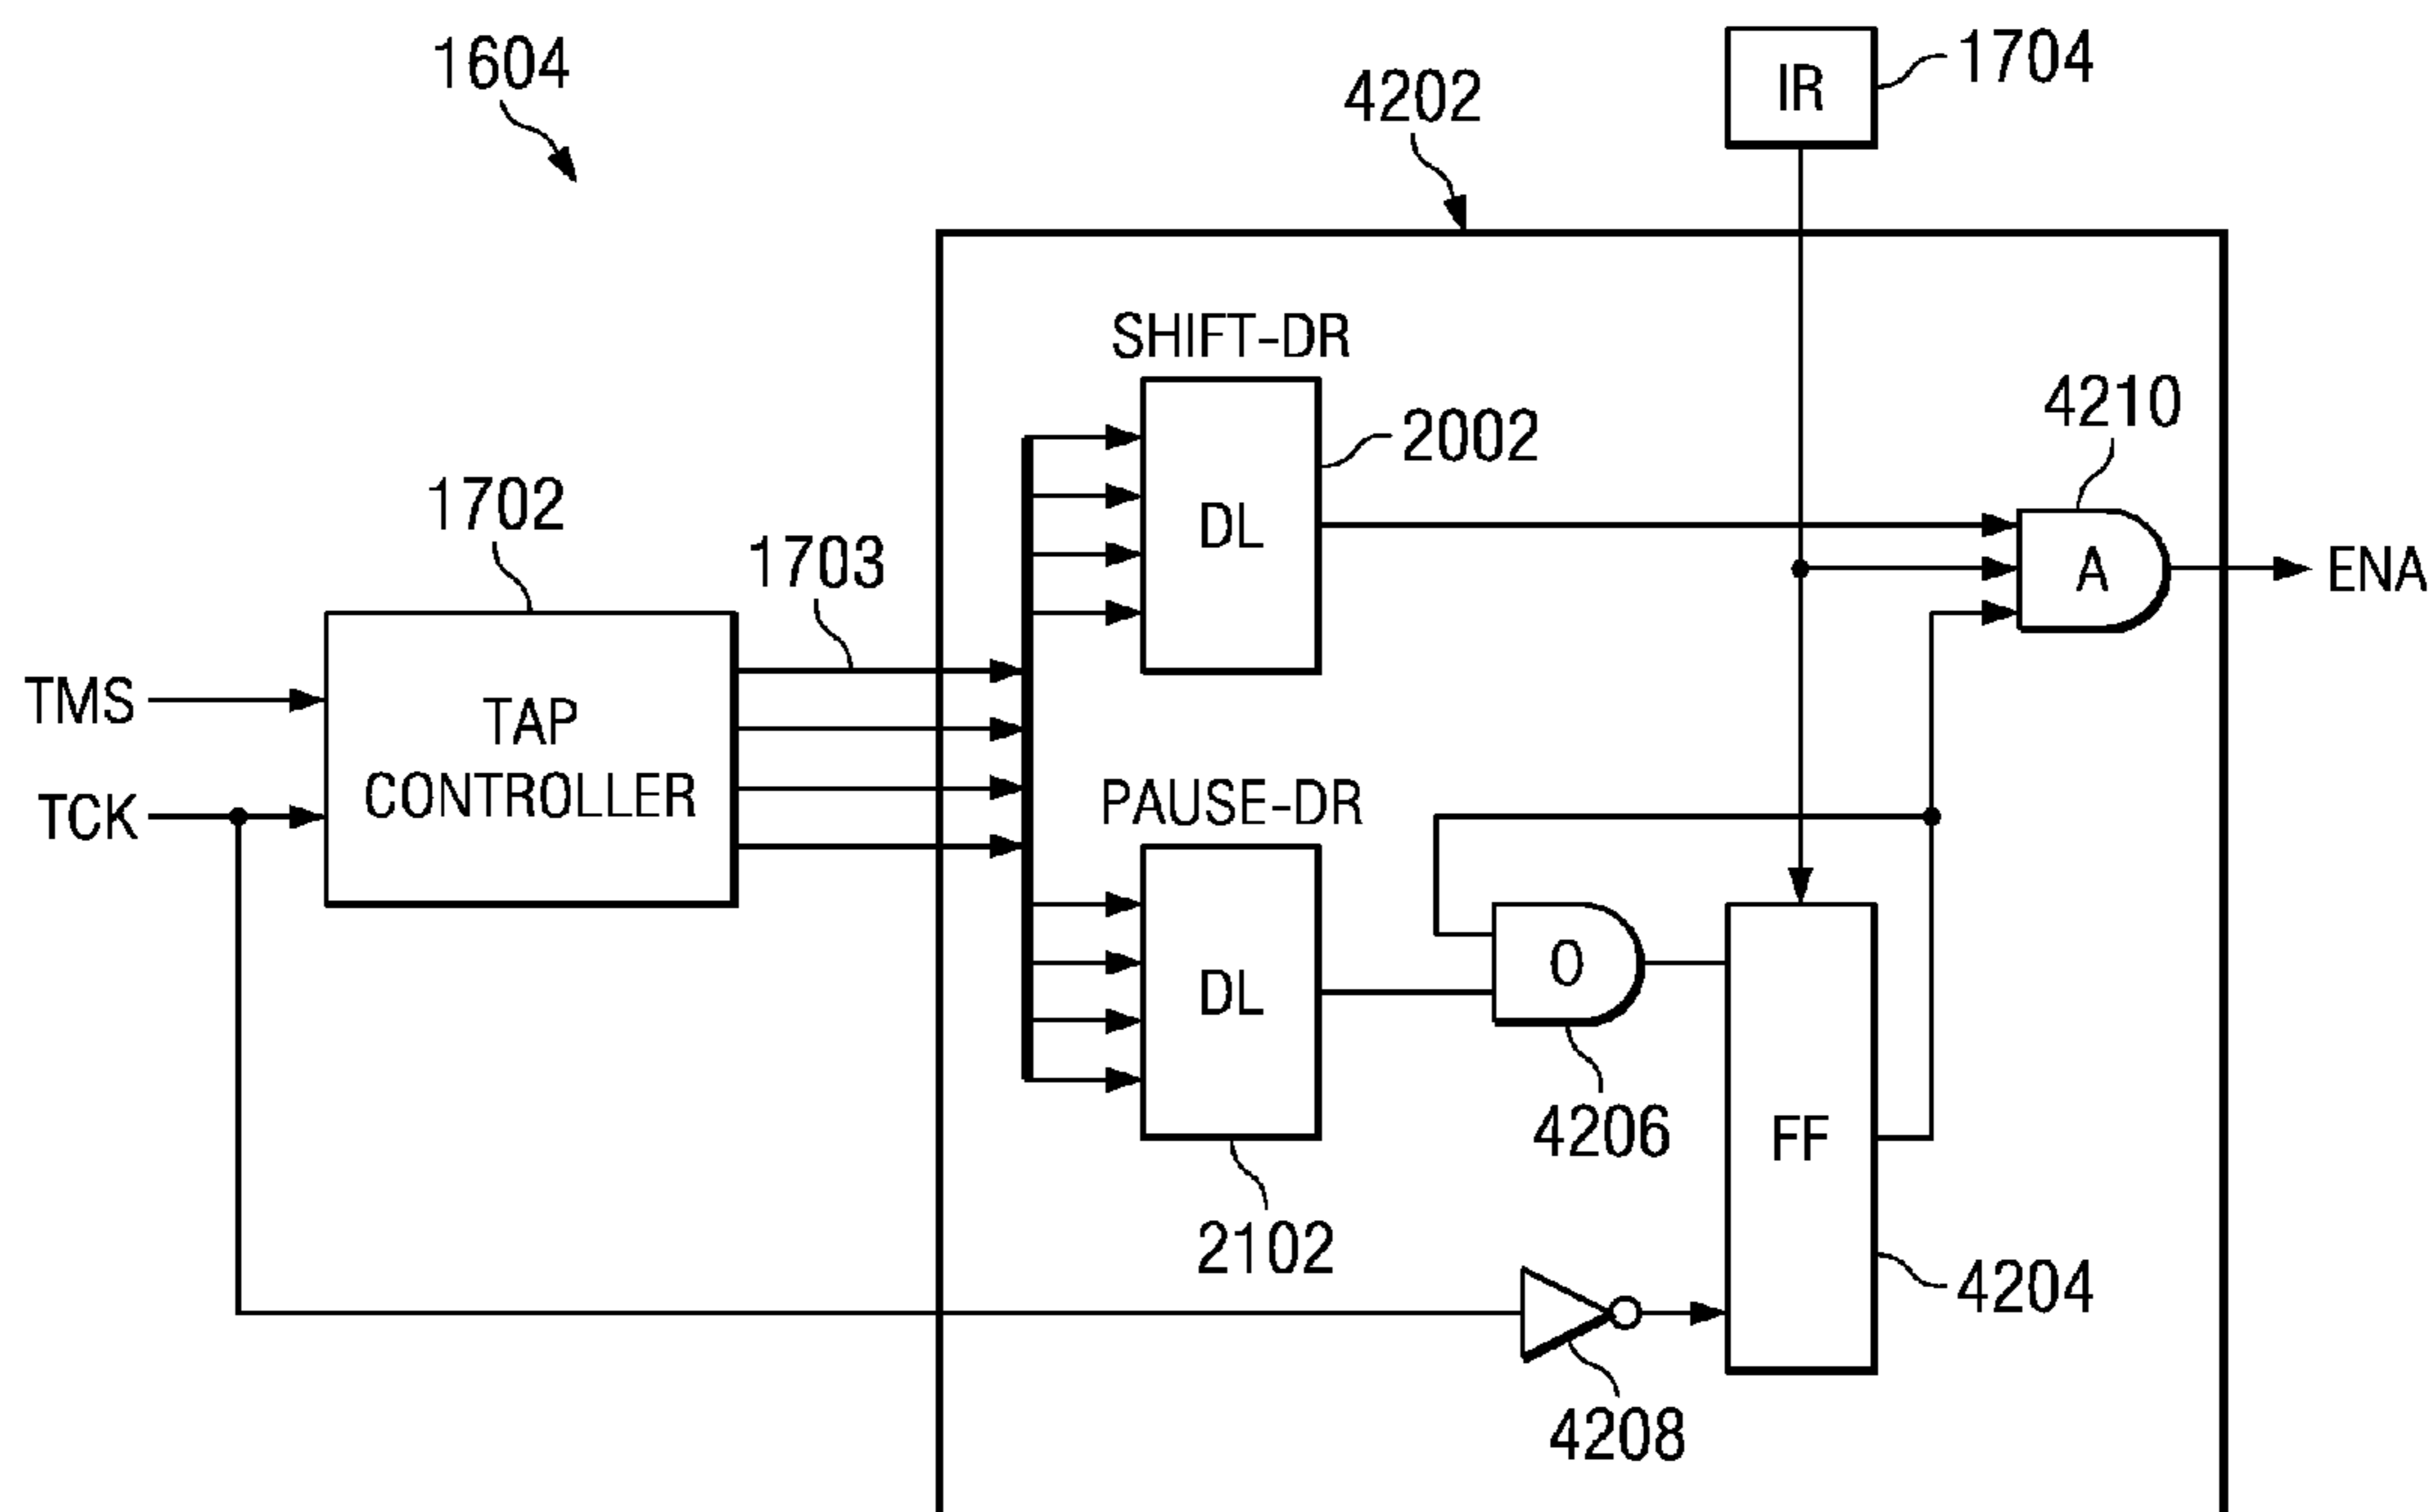 1604
4202
IR
1704
SHIFT-DR
4210
2002
1702
1703
DL
A
ENA
TMS
TAP
CONTROLLER
TCK
PAUSE-DR
O
DL
4206
FF
2102
4204
4208